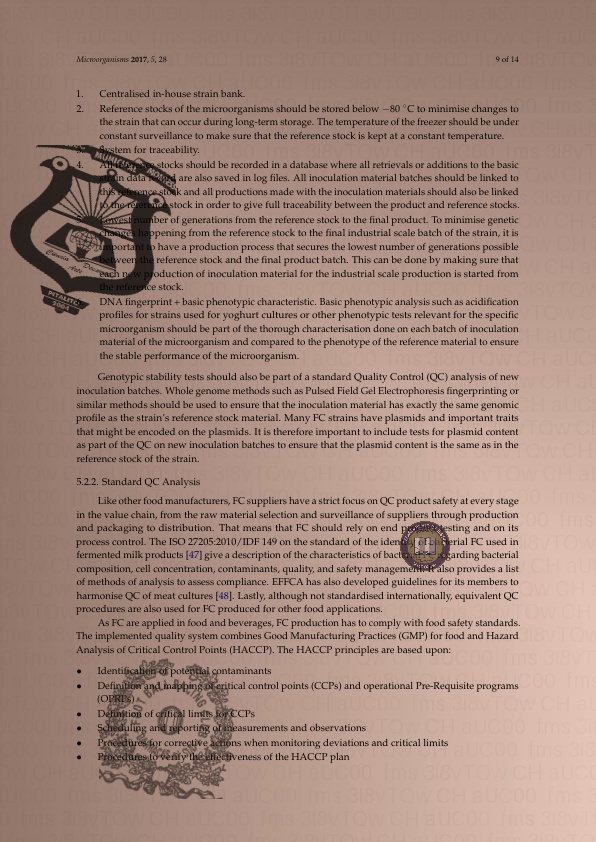 Microorganisms 2017, 5, 28
9 of 14
1. Centralised in-house strain bank.
2. Reference stocks of the microorganisms should be stored below −80 °C to minimise changes to
the strain that can occur during long-term storage. The temperature of the freezer should be under
constant surveillance to make sure that the reference stock is kept at a constant temperature.
3. System for traceability.
4. All reference stocks should be recorded in a database where all retrievals or additions to the basic
strain data stored are also saved in log files. All inoculation material batches should be linked to
this reference stock and all productions made with the inoculation materials should also be linked
to the reference stock in order to give full traceability between the product and reference stocks.
5. Lowest number of generations from the reference stock to the final product. To minimise genetic
changes happening from the reference stock to the final industrial scale batch of the strain, it is
important to have a production process that secures the lowest number of generations possible
between the reference stock and the final product batch. This can be done by making sure that
each new production of inoculation material for the industrial scale production is started from
the reference stock.
DNA fingerprint + basic phenotypic characteristic. Basic phenotypic analysis such as acidification
profiles for strains used for yoghurt cultures or other phenotypic tests relevant for the specific
microorganism should be part of the thorough characterisation done on each batch of inoculation
material of the microorganism and compared to the phenotype of the reference material to ensure
the stable performance of the microorganism.
Genotypic stability tests should also be part of a standard Quality Control (QC) analysis of new
inoculation batches. Whole genome methods such as Pulsed Field Gel Electrophoresis fingerprinting or
similar methods should be used to ensure that the inoculation material has exactly the same genomic
profile as the strain's reference stock material. Many FC strains have plasmids and important traits
that might be encoded on the plasmids. It is therefore important to include tests for plasmid content
as part of the QC on new inoculation batches to ensure that the plasmid content is the same as in the
reference stock of the strain.
5.2.2. Standard QC Analysis
Like other food manufacturers, FC suppliers have a strict focus on QC product safety at every stage
in the value chain, from the raw material selection and surveillance of suppliers through production
and packaging to distribution. That means that FC should rely on end product testing and on its
process control. The ISO 27205:2010/IDF 149 on the standard of the identity of bacterial FC used in
fermented milk products [47] give a description of the characteristics of regarding bacterial
composition, cell concentration, contaminants, quality, and safety management. It also provides a list
of methods of analysis to assess compliance. EFFCA has also developed guidelines for its members to
harmonise QC of meat cultures [48]. Lastly, although not standardised internationally, equivalent QC
procedures are also used for FC produced for other food applications.
As FC are applied in food and beverages, FC production has to comply with food safety standards.
The implemented quality system combines Good Manufacturing Practices (GMP) for food and Hazard
Analysis of Critical Control Points (HACCP). The HACCP principles are based upon:
● Identification of potential contaminants
● Definition and mapping of critical control points (CCPs) and operational Pre-Requisite programs
(OPRPs)
● Definition of critical limits for CCPs
● Scheduling and reporting of measurements and observations
● Procedures for corrective actions when monitoring deviations and critical limits
● Procedures to verify the effectiveness of the HACCP plan
PITALITO
2004